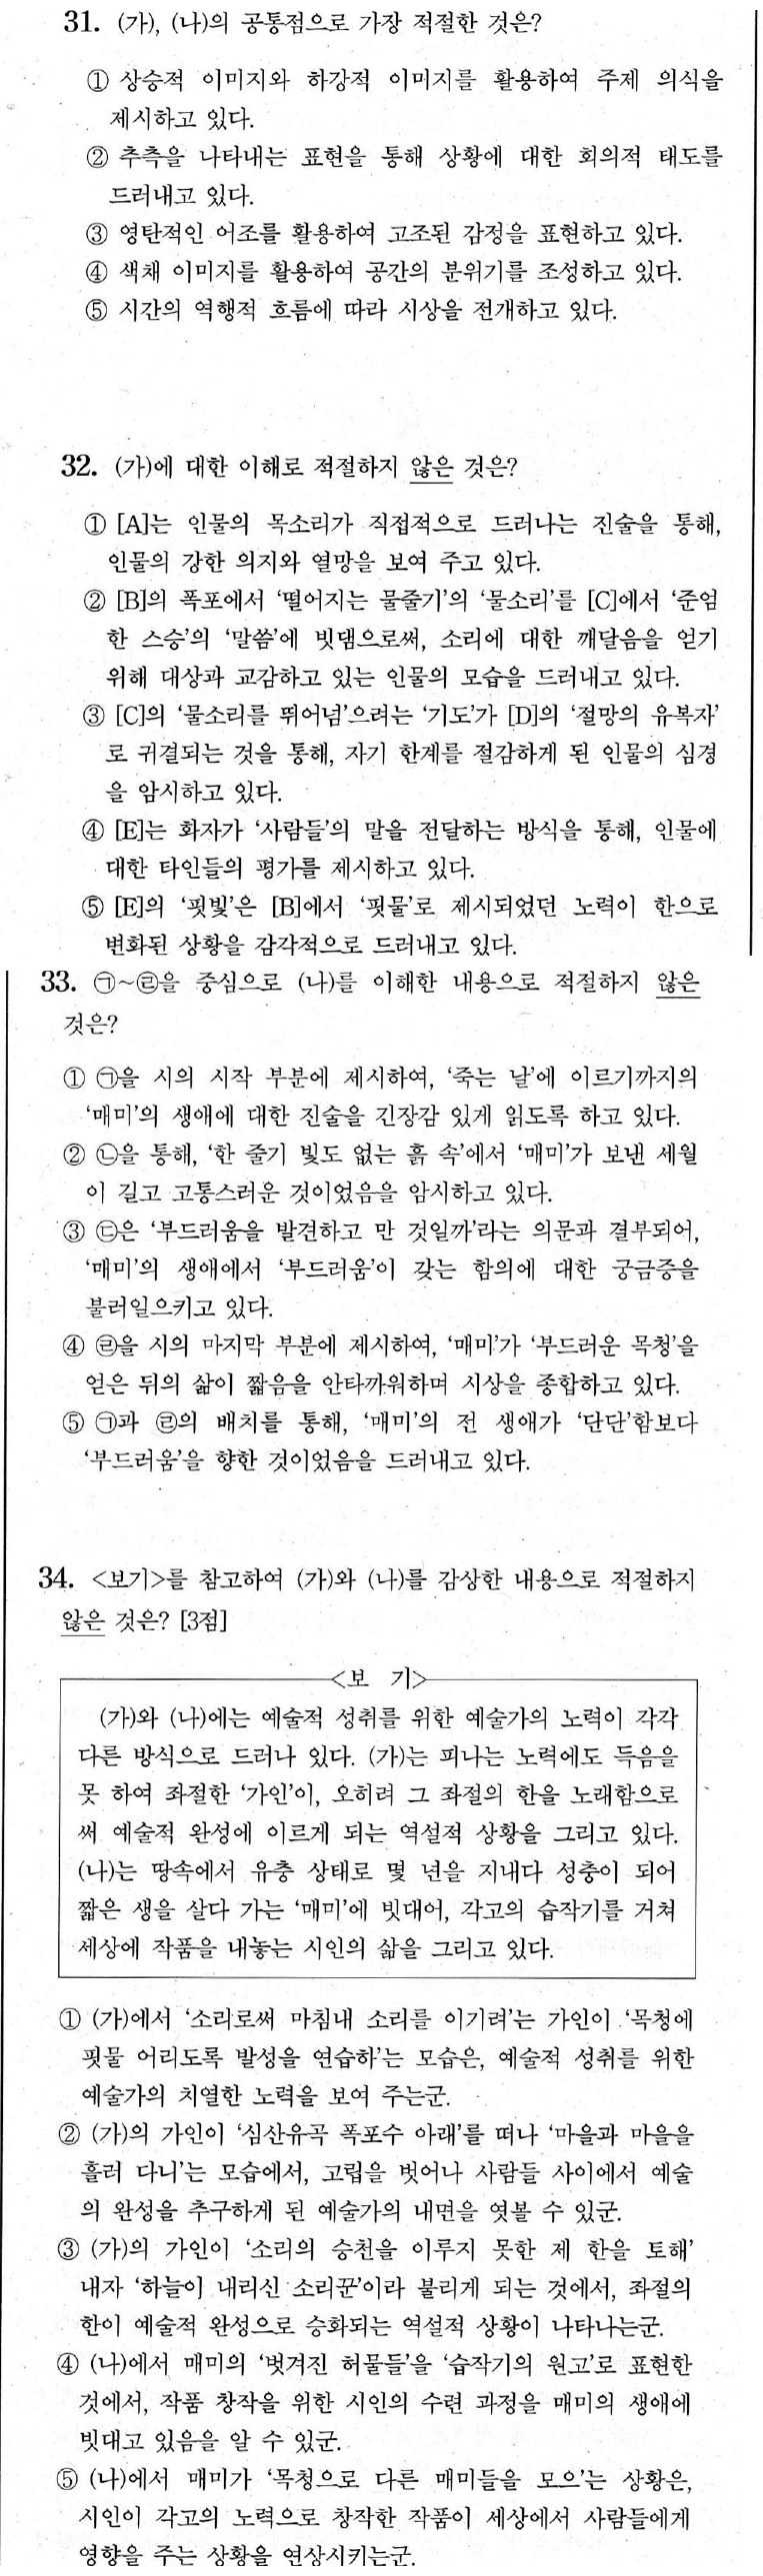 31. (가), (나)의 공통점으로 가장 적절한 것은?
① 상승적 이미지와 하강적 이미지를 활용하여 주제 의식을
제시하고 있다.
② 추측을 나타내는 표현을 통해 상황에 대한 회의적 태도를
드러내고 있다.
③ 영탄적인 어조를 활용하여 고조된 감정을 표현하고 있다.
④ 색채 이미지를 활용하여 공간의 분위기를 조성하고 있다.
⑤ 시간의 역행적 흐름에 따라 시상을 전개하고 있다.
32. (가)에 대한 이해로 적절하지 않은 것은?
① [A]는 인물의 목소리가 직접적으로 드러나는 진술을 통해,
인물의 강한 의지와 열망을 보여 주고 있다.
② [B]의 폭포에서 ‘떨어지는 물줄기’의 ‘물소리’를 [C]에서 ‘준엄
한 스승’의 ‘말씀’에 빗댐으로써, 소리에 대한 깨달음을 얻기
위해 대상과 교감하고 있는 인물의 모습을 드러내고 있다.
③ [C]의 ‘물소리를 뛰어넘’으려는 ‘기도’가 [D]의 ‘절망의 유복자’
로 귀결되는 것을 통해, 자기 한계를 절감하게 된 인물의 심경
을 암시하고 있다.
④ [E]는 화자가 ‘사람들’의 말을 전달하는 방식을 통해, 인물에
대한 타인들의 평가를 제시하고 있다.
⑤ [E]의 ‘핏빛’은 [B]에서 ‘핏물’로 제시되었던 노력이 한으로
변화된 상황을 감각적으로 드러내고 있다.
33. ㉠~㉣을 중심으로 (나)를 이해한 내용으로 적절하지 않은
것은?
① ㉠을 시의 시작 부분에 제시하여, ‘죽는 날’에 이르기까지의
‘매미’의 생애에 대한 진술을 긴장감 있게 읽도록 하고 있다.
② ㉡을 통해, ‘한 줄기 빛도 없는 흙 속’에서 ‘매미’가 보낸 세월
이 길고 고통스러운 것이었음을 암시하고 있다.
③ ㉢은 ‘부드러움을 발견하고 만 것일까’라는 의문과 결부되어,
‘매미’의 생애에서 ‘부드러움’이 갖는 함의에 대한 궁금증을
불러일으키고 있다.
④ ㉣을 시의 마지막 부분에 제시하여, ‘매미’가 ‘부드러운 목청’을
얻은 뒤의 삶이 짧음을 안타까워하며 시상을 종합하고 있다.
⑤ ㉠과 ㉣의 배치를 통해, ‘매미’의 전 생애가 ‘단단’함보다
‘부드러움’을 향한 것이었음을 드러내고 있다.
34. <보기>를 참고하여 (가)와 (나)를 감상한 내용으로 적절하지
않은 것은? [3점]
<보 기>
(가)와 (나)에는 예술적 성취를 위한 예술가의 노력이 각각
다른 방식으로 드러나 있다. (가)는 피나는 노력에도 득음을
못 하여 좌절한 ‘가인’이, 오히려 그 좌절의 한을 노래함으로
써 예술적 완성에 이르게 되는 역설적 상황을 그리고 있다.
(나)는 땅속에서 유충 상태로 몇 년을 지내다 성충이 되어
짧은 생을 살다 가는 ‘매미’에 빗대어, 각고의 습작기를 거쳐
세상에 작품을 내놓는 시인의 삶을 그리고 있다.
① (가)에서 ‘소리로써 마침내 소리를 이기려’는 가인이 ‘목청에
핏물 어리도록 발성을 연습하’는 모습은, 예술적 성취를 위한
예술가의 치열한 노력을 보여 주는군.
② (가)의 가인이 ‘심산유곡 폭포수 아래’를 떠나 ‘마을과 마을을
흘러 다니’는 모습에서, 고립을 벗어나 사람들 사이에서 예술
의 완성을 추구하게 된 예술가의 내면을 엿볼 수 있군.
③ (가)의 가인이 ‘소리의 승천을 이루지 못한 제 한을 토해’
내자 ‘하늘이 내리신 소리꾼’이라 불리게 되는 것에서, 좌절의
한이 예술적 완성으로 승화되는 역설적 상황이 나타나는군.
④ (나)에서 매미의 ‘벗겨진 허물들’을 ‘습작기의 원고’로 표현한
것에서, 작품 창작을 위한 시인의 수련 과정을 매미의 생애에
빗대고 있음을 알 수 있군.
⑤ (나)에서 매미가 ‘목청으로 다른 매미들을 모으’는 상황은,
시인이 각고의 노력으로 창작한 작품이 세상에서 사람들에게
영향을 주는 상황을 연상시키는군.